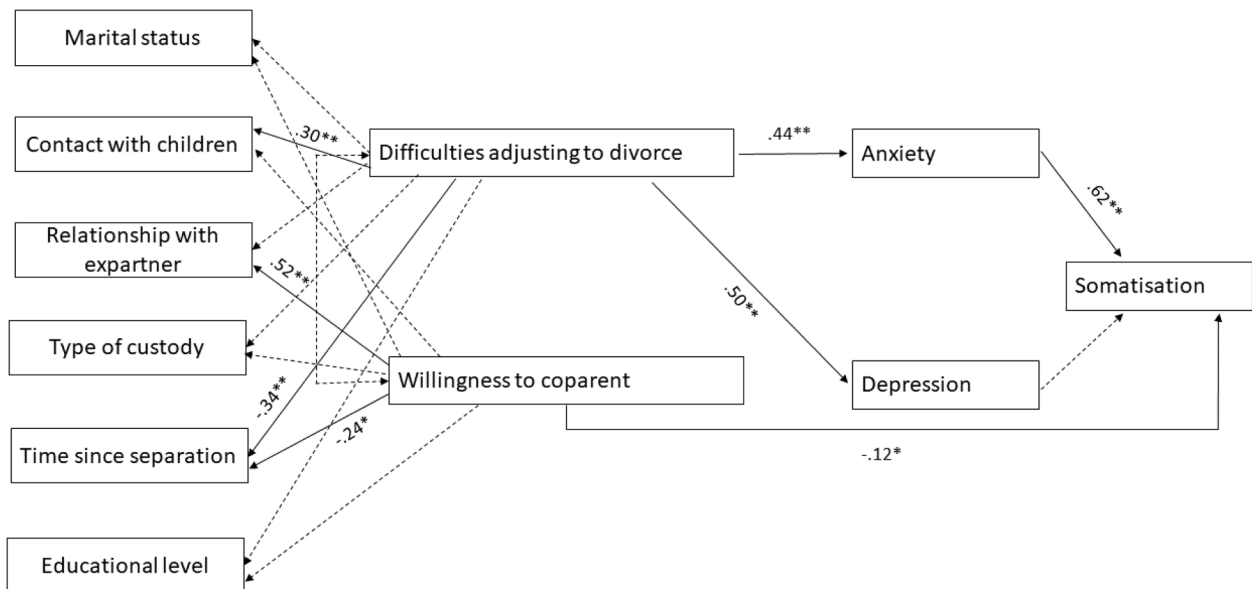 Marital status
Contact with children
.30**
Difficulties adjusting to divorce
.44**
Anxiety
.62**
Relationship with
expartner
.52**
.50**
Somatisation
Type of custody
Willingness to coparent
Depression
-.34**
-.24*
Time since separation
-.12*
Educational level